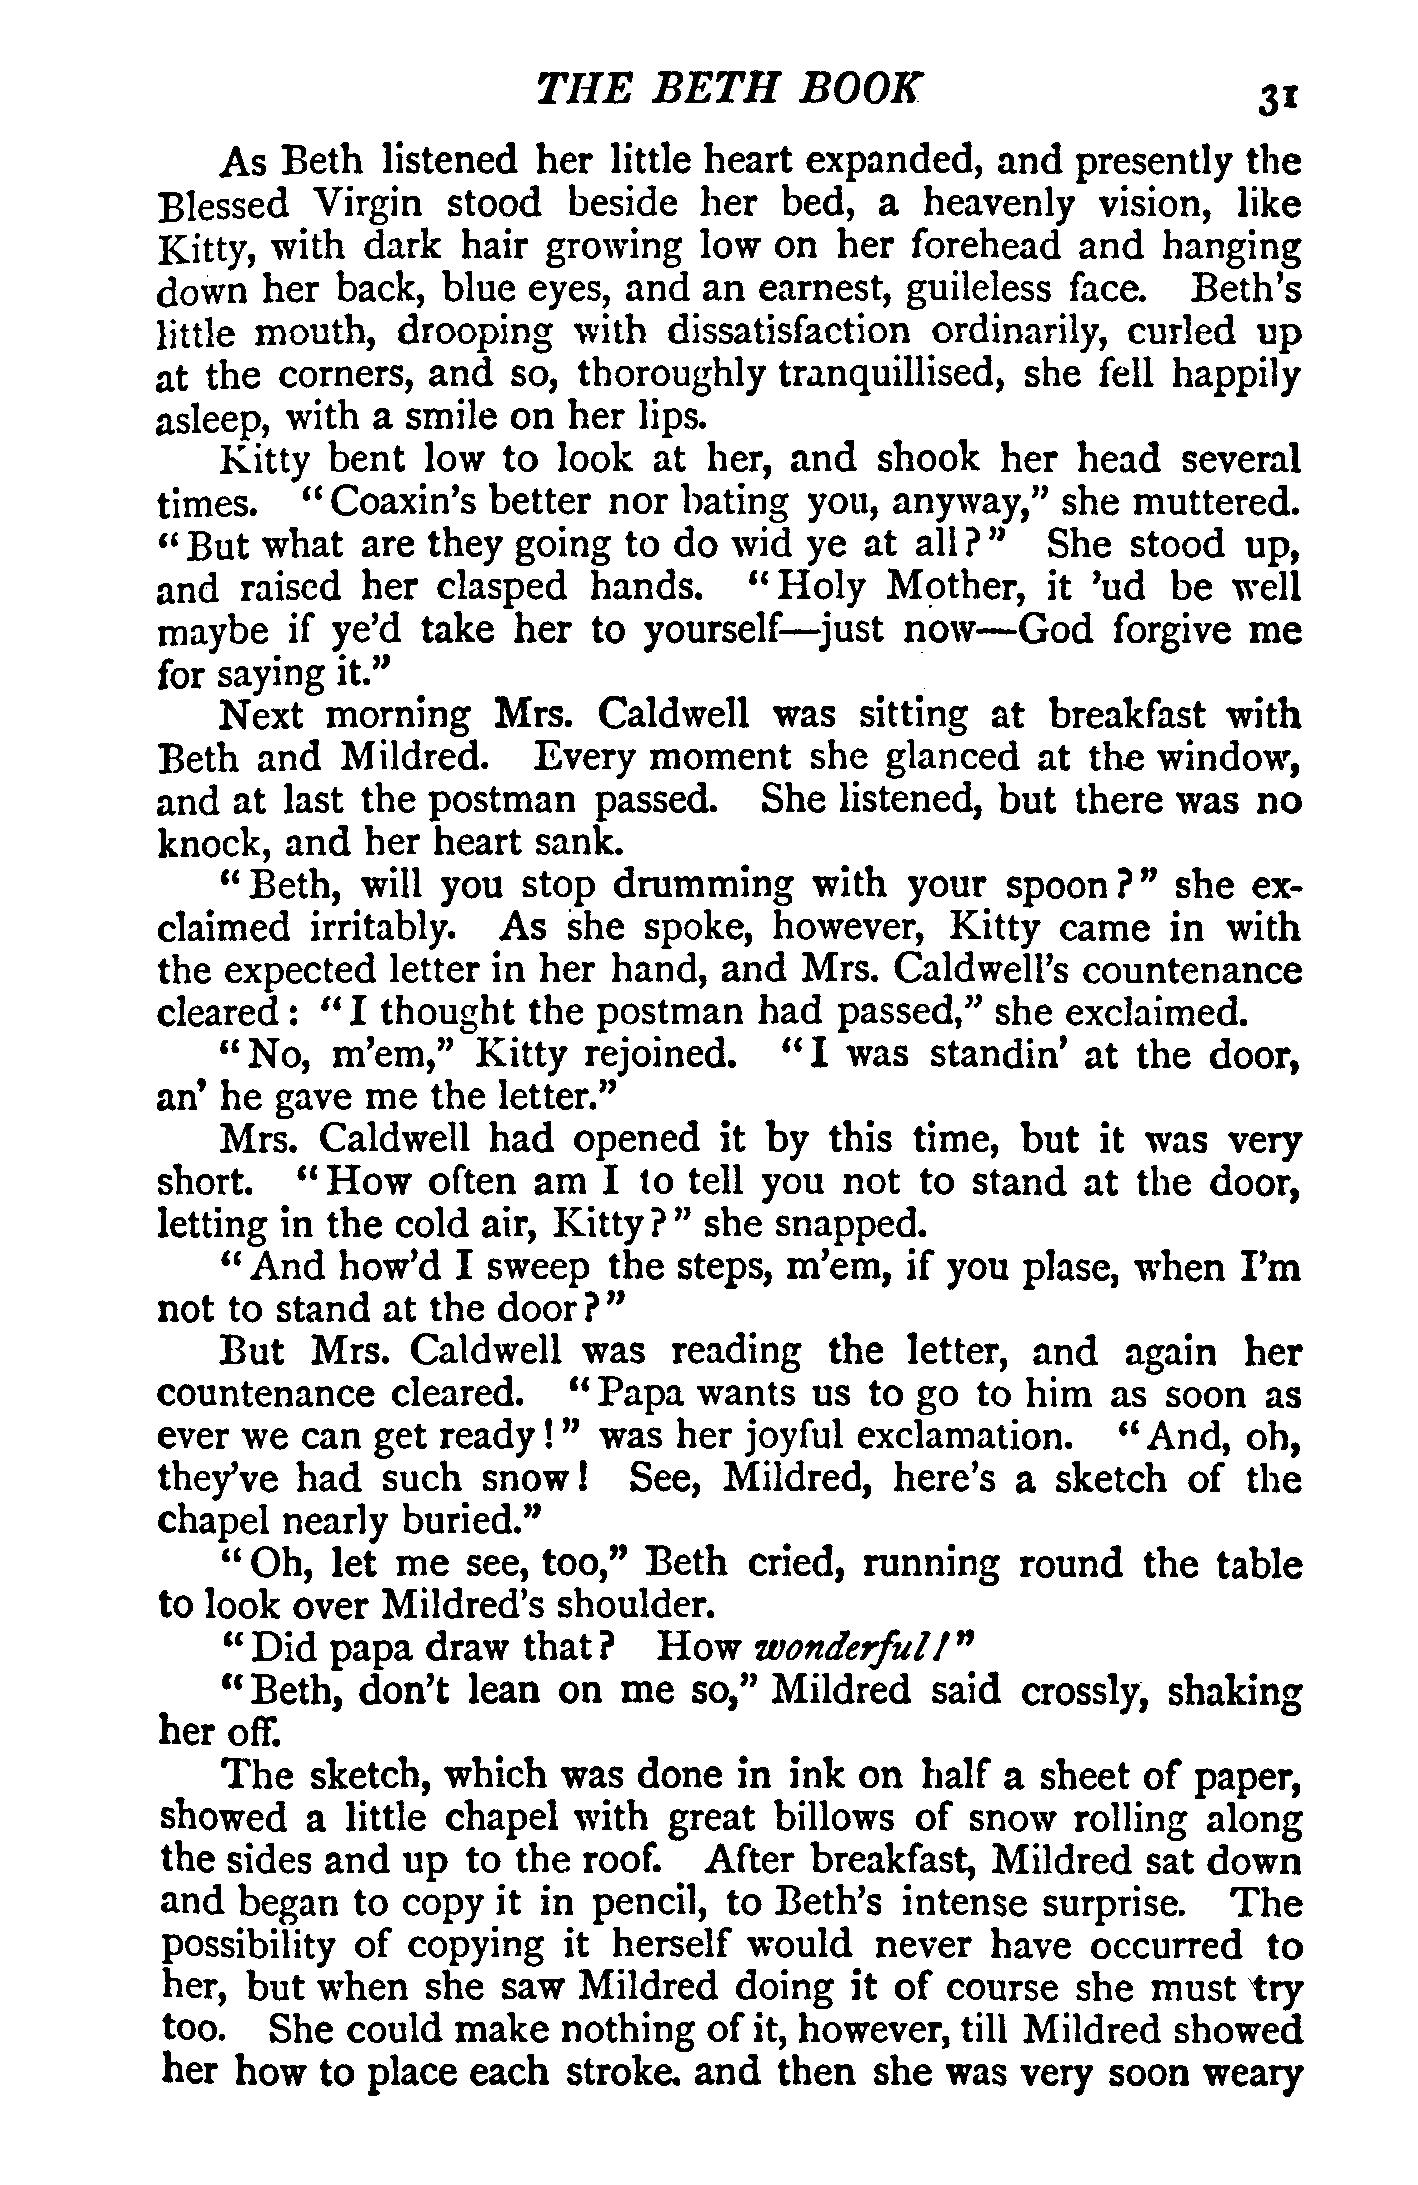 THE BETH BOOK 31
As Beth listened her little heart expanded, and presently the
Blessed Virgin stood beside her bed, a heavenly vision, like
Kitty, with dark hair growing low on her forehead and hanging
down her back, blue eyes, and an earnest, guileless face. Beth's
little mouth, drooping with dissatisfaction ordinarily, curled up
at the corners, and so, thoroughly tranquillised, she fell happily
asleep, with a smile on her lips.
Kitty bent low to look at her, and shook her head several
times. "Coaxin's better nor bating you, anyway," she muttered.
"But what are they going to do wid ye at all?" She stood up,
and raised her clasped hands. "Holy Mother, it 'ud be well
maybe if ye'd take her to yourself—just now—God forgive me
for saying it."
Next morning Mrs. Caldwell was sitting at breakfast with
Beth and Mildred. Every moment she glanced at the window,
and at last the postman passed. She listened, but there was no
knock, and her heart sank.
"Beth, will you stop drumming with your spoon?" she ex-
claimed irritably. As she spoke, however, Kitty came in with
the expected letter in her hand, and Mrs. Caldwell's countenance
cleared: "I thought the postman had passed," she exclaimed.
"No, m'em," Kitty rejoined. "I was standin' at the door,
an' he gave me the letter."
Mrs. Caldwell had opened it by this time, but it was very
short. "How often am I to tell you not to stand at the door,
letting in the cold air, Kitty?" she snapped.
"And how'd I sweep the steps, m'em, if you plase, when I'm
not to stand at the door?"
But Mrs. Caldwell was reading the letter, and again her
countenance cleared. "Papa wants us to go to him as soon as
ever we can get ready!" was her joyful exclamation. "And, oh,
they've had such snow! See, Mildred, here's a sketch of the
chapel nearly buried."
"Oh, let me see, too," Beth cried, running round the table
to look over Mildred's shoulder.
"Did papa draw that? How wonderful!"
"Beth, don't lean on me so," Mildred said crossly, shaking
her off.
The sketch, which was done in ink on half a sheet of paper,
showed a little chapel with great billows of snow rolling along
the sides and up to the roof. After breakfast, Mildred sat down
and began to copy it in pencil, to Beth's intense surprise. The
possibility of copying it herself would never have occurred to
her, but when she saw Mildred doing it of course she must try
too. She could make nothing of it, however, till Mildred showed
her how to place each stroke. and then she was very soon weary